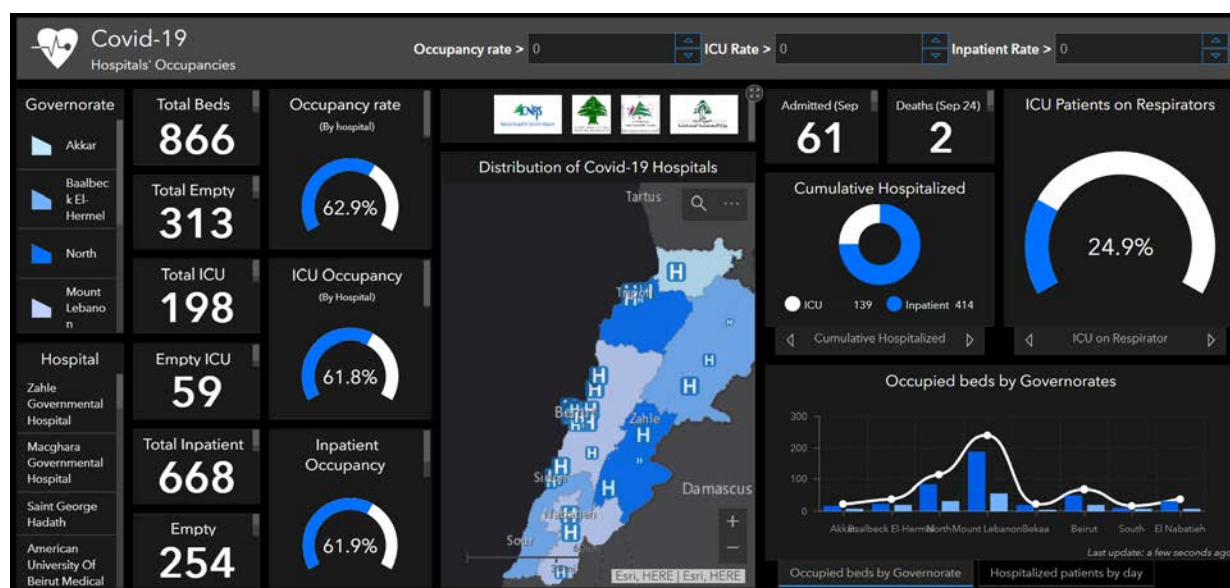 Covid-19
Hospitals' Occupancies
Occupancy rate > 0
ICU Rate > 0
Inpatient Rate > 0
Governorate
Akkar
Baalbec
k El-
Hermel
North
Mount
Lebano
n
Hospital
Zahle
Governmental
Hospital
Macghara
Governmental
Hospital
Saint George
Hadath
American
University Of
Beirut Medical
Total Beds
866
Total Empty
313
Total ICU
198
Empty ICU
59
Total Inpatient
668
Empty
254
Occupancy rate
(By hospital)
62.9%
ICU Occupancy
(By Hospital)
61.8%
Inpatient
Occupancy
61.9%
CNRS
Distribution of Covid-19 Hospitals
Tartus
Zahle
Damascus
Sour
Esri, HERE | Esri, HERE
Admitted (Sep
61
Deaths (Sep 24)
2
Cumulative Hospitalized
ICU 139
Inpatient 414
Cumulative Hospitalized
ICU Patients on Respirators
24.9%
ICU on Respirator
Occupied beds by Governorates
300
200
100
0
Akkar Baalbeck El-Hermel North Mount Lebanon Bekaa Beirut South El Nabatieh
Last update: a few seconds ago
Occupied beds by Governorate
Hospitalized patients by day